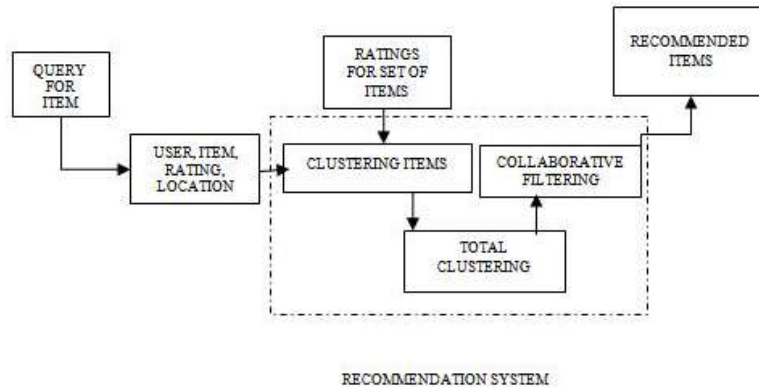 QUERY
FOR
ITEM
RATINGS
FOR SET OF
ITEMS
RECOMMENDED
ITEMS
USER, ITEM,
RATING,
LOCATION
CLUSTERING ITEMS
COLLABORATIVE
FILTERING
TOTAL
CLUSTERING
RECOMMENDATION SYSTEM